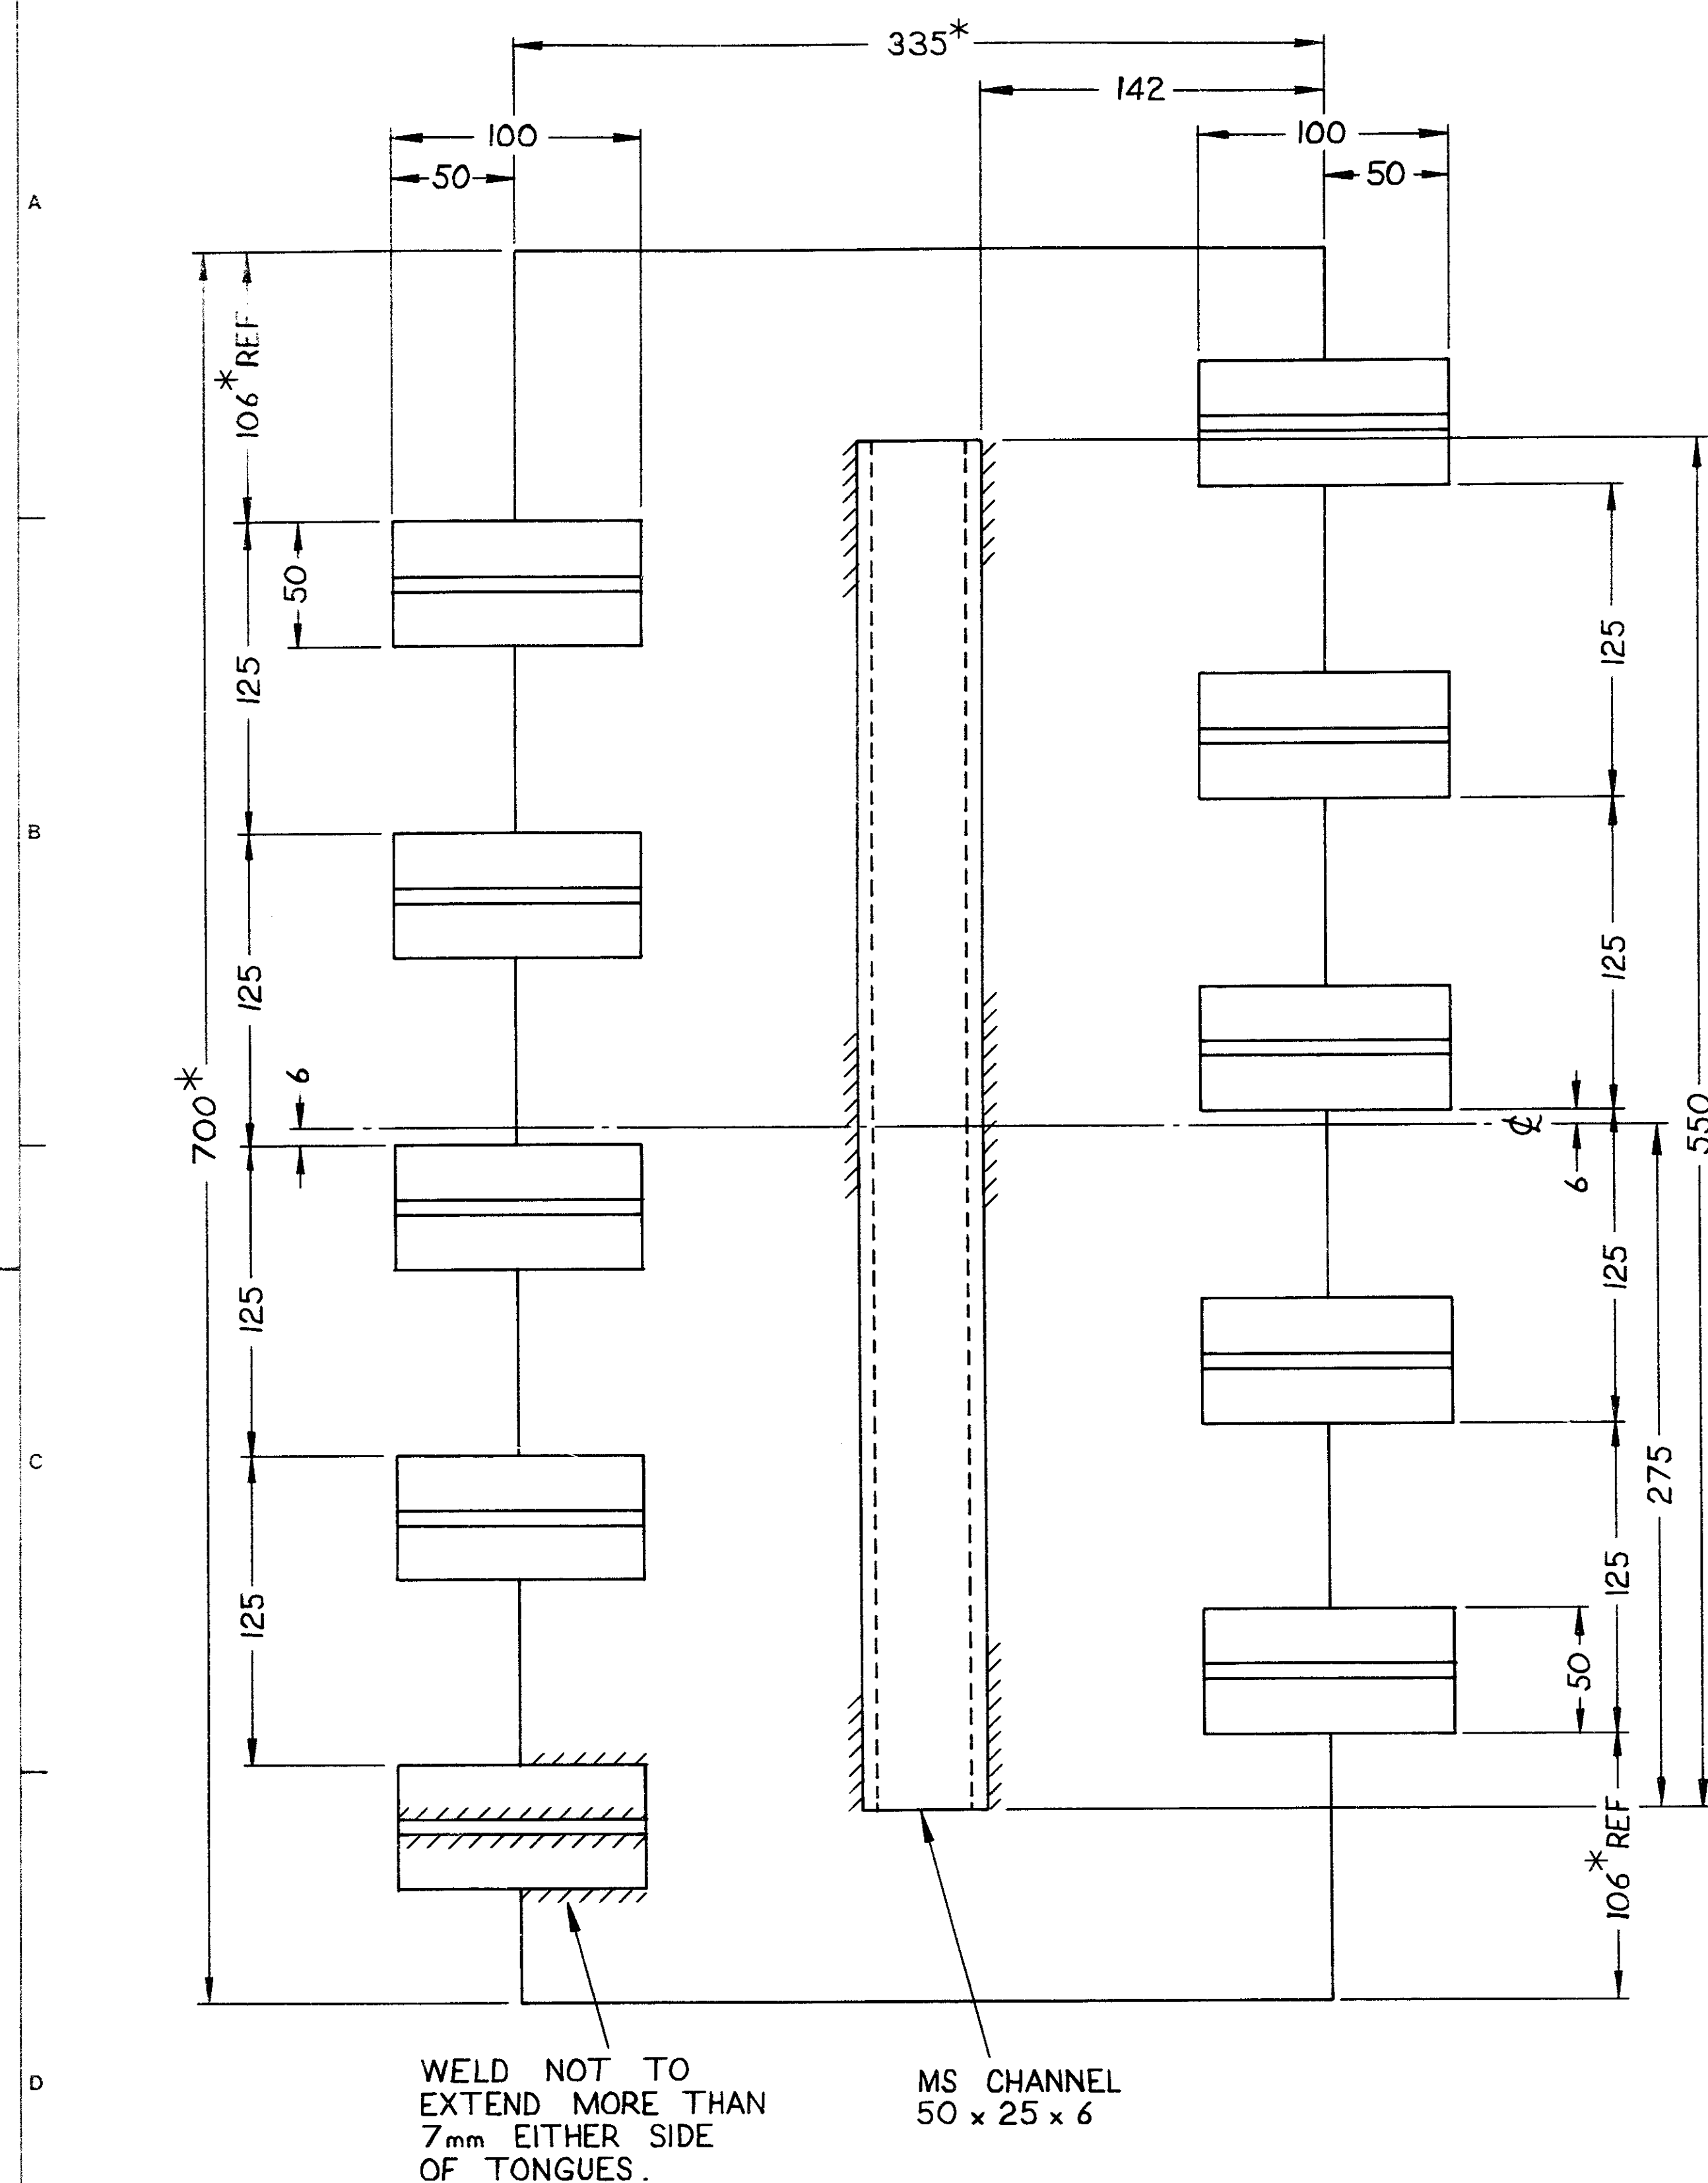 335*
142
100
100
50
50
A
106* REF
50
125
125
B
125
125
6
700*
℄
6
550
125
125
C
275
125
125
50
106* REF
WELD NOT TO
EXTEND MORE THAN
7mm EITHER SIDE
OF TONGUES.
MS CHANNEL
50 x 25 x 6
D